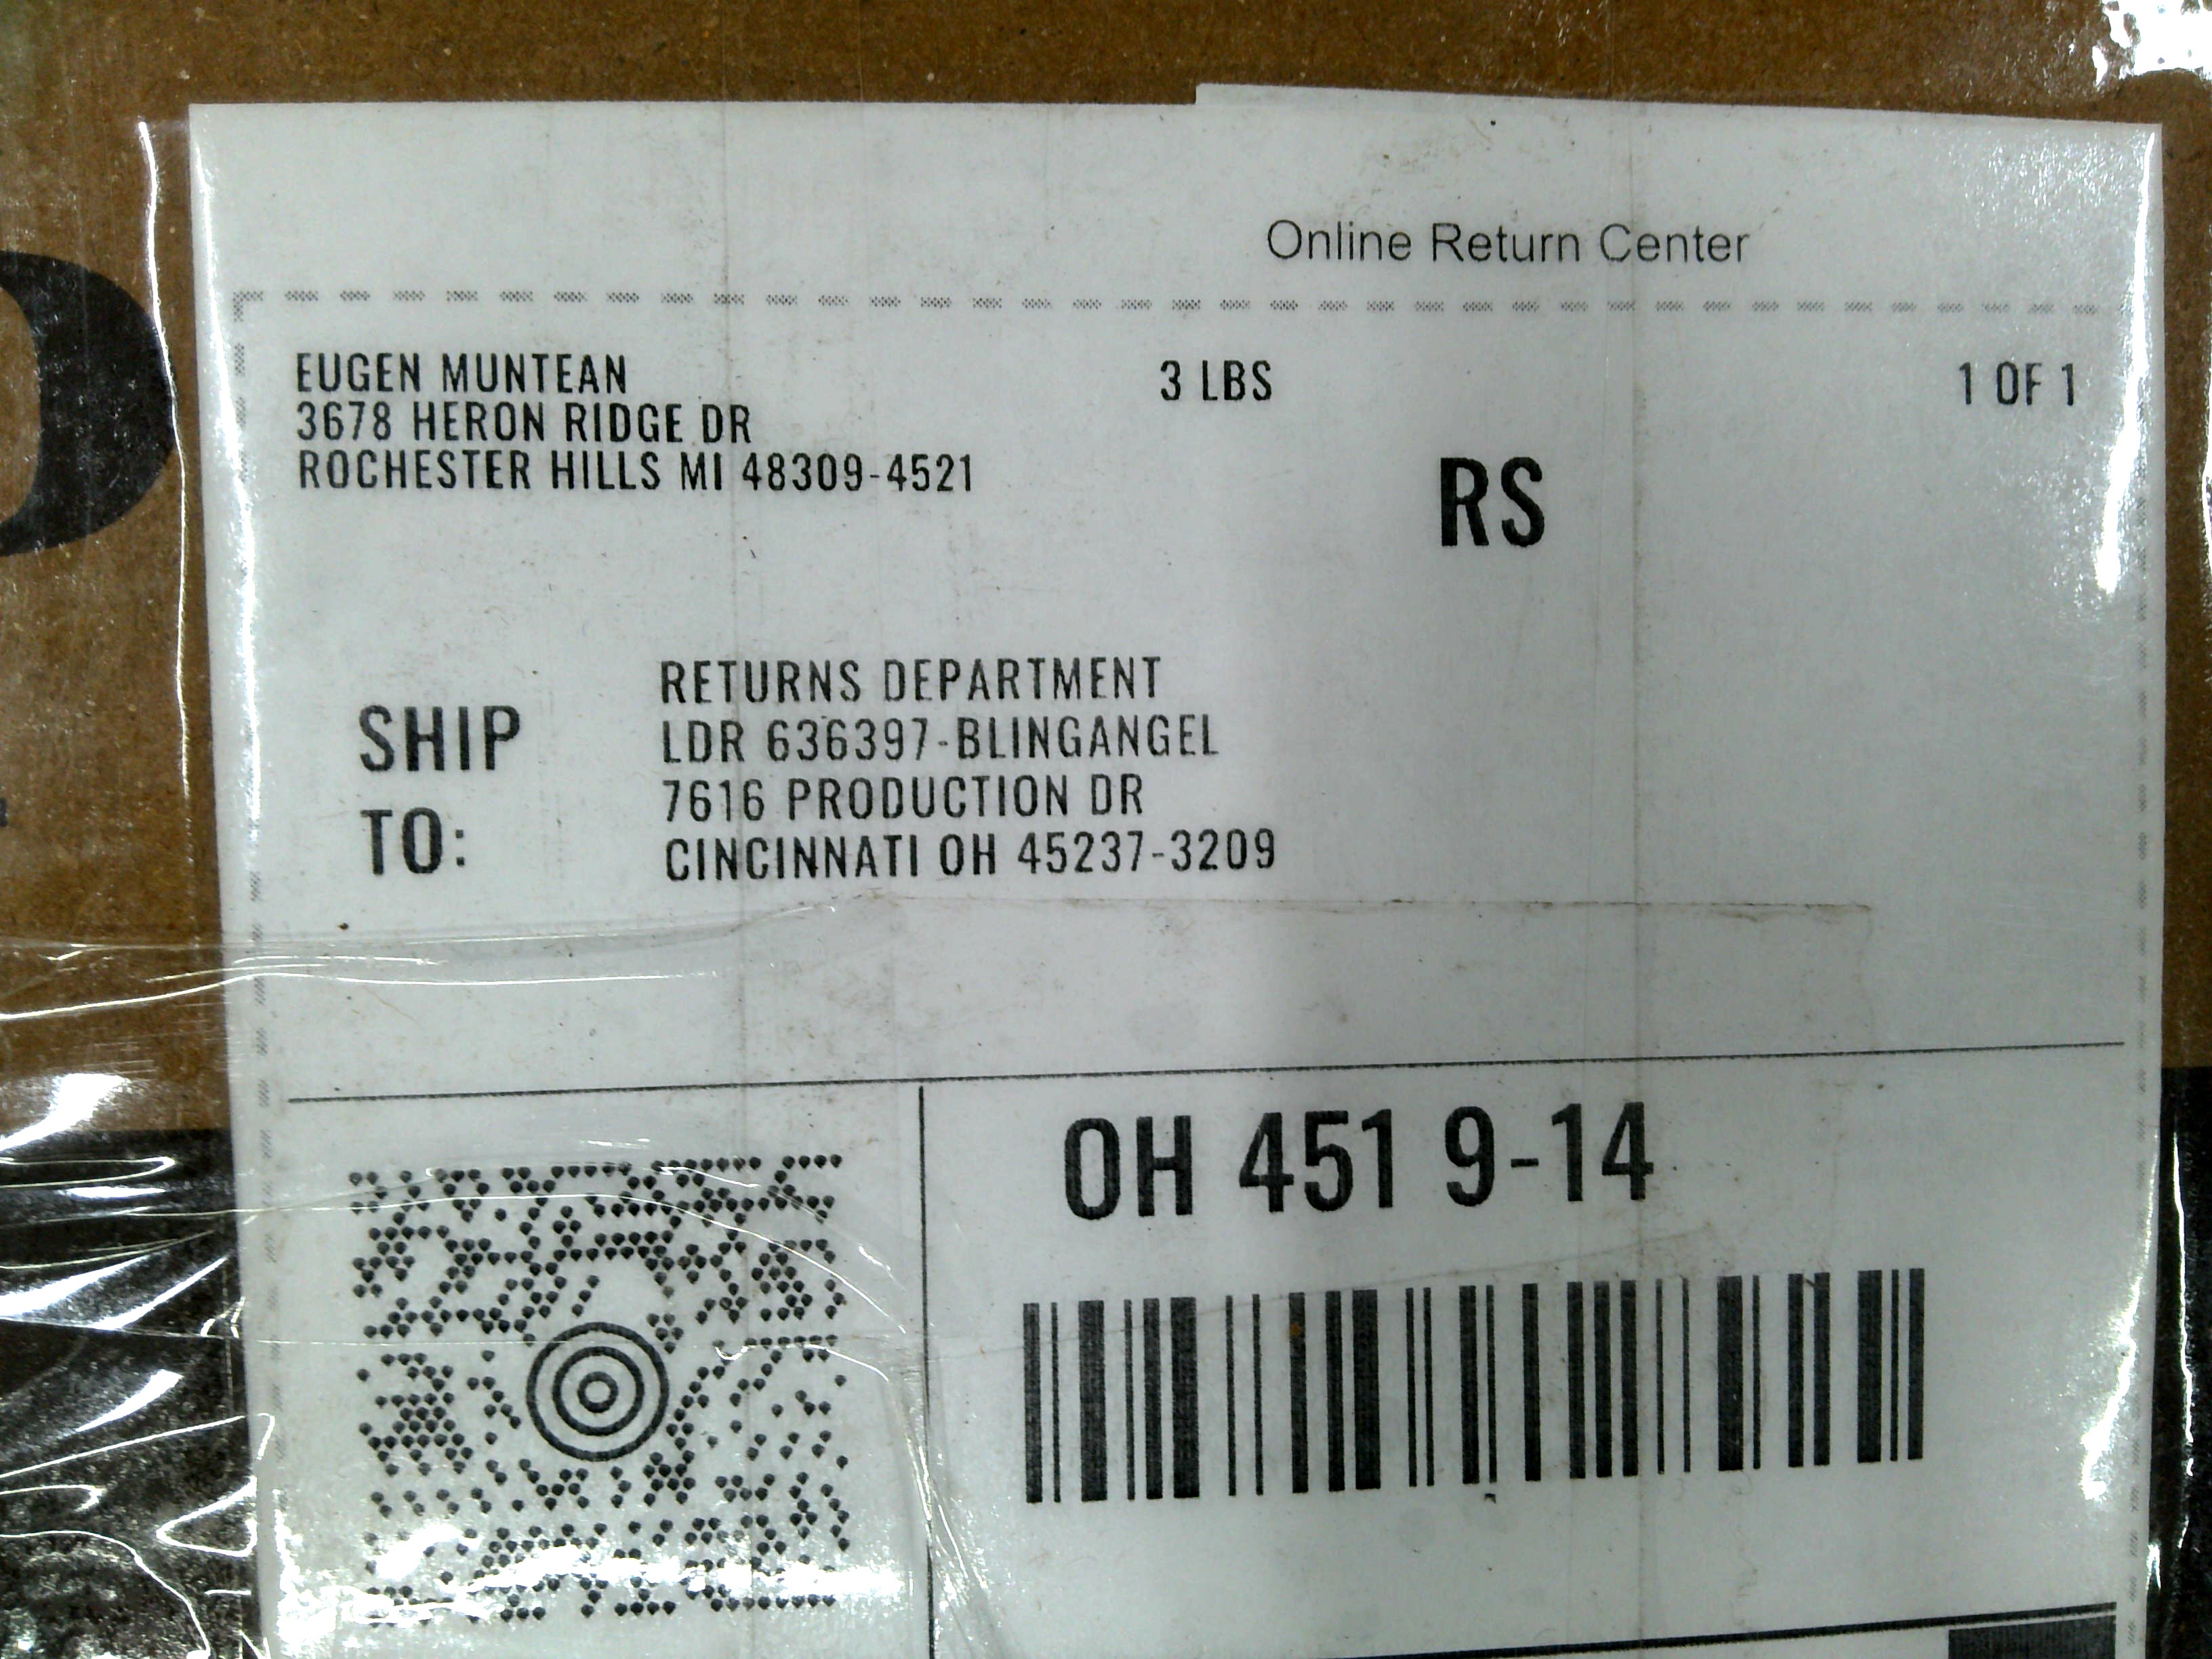 Online Return Center
EUGEN MUNTEAN
3678 HERON RIDGE DR
ROCHESTER HILLS MI 48309-4521
3 LBS
1 OF 1
RS
SHIP
TO:
RETURNS DEPARTMENT
LDR 636397-BLINGANGEL
7616 PRODUCTION DR
CINCINNATI OH 45237-3209
OH 451 9-14